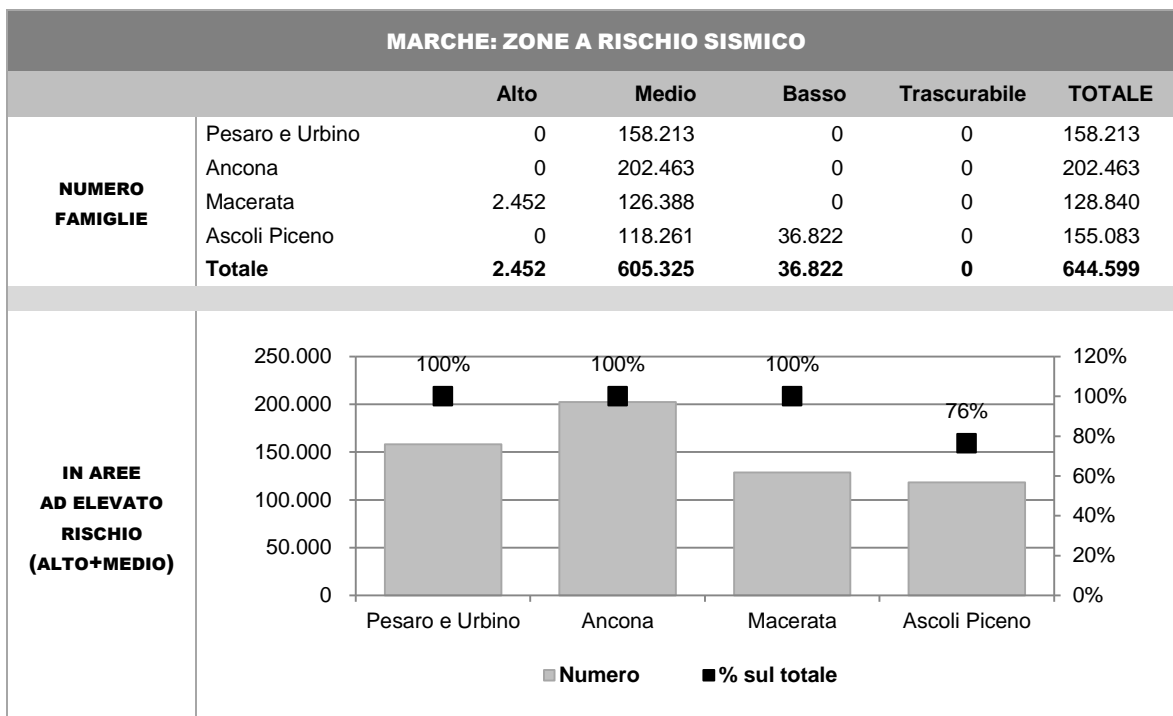 MARCHE: ZONE A RISCHIO SISMICO
Alto Medio Basso Trascurabile TOTALE
NUMERO
FAMIGLIE
Pesaro e Urbino 0 158.213 0 0 158.213
Ancona 0 202.463 0 0 202.463
Macerata 2.452 126.388 0 0 128.840
Ascoli Piceno 0 118.261 36.822 0 155.083
Totale 2.452 605.325 36.822 0 644.599
IN AREE
AD ELEVATO
RISCHIO
(ALTO+MEDIO)
250.000
200.000
150.000
100.000
50.000
0
100% 100% 100% 76%
120%
100%
80%
60%
40%
20%
0%
Pesaro e Urbino Ancona Macerata Ascoli Piceno
Numero % sul totale